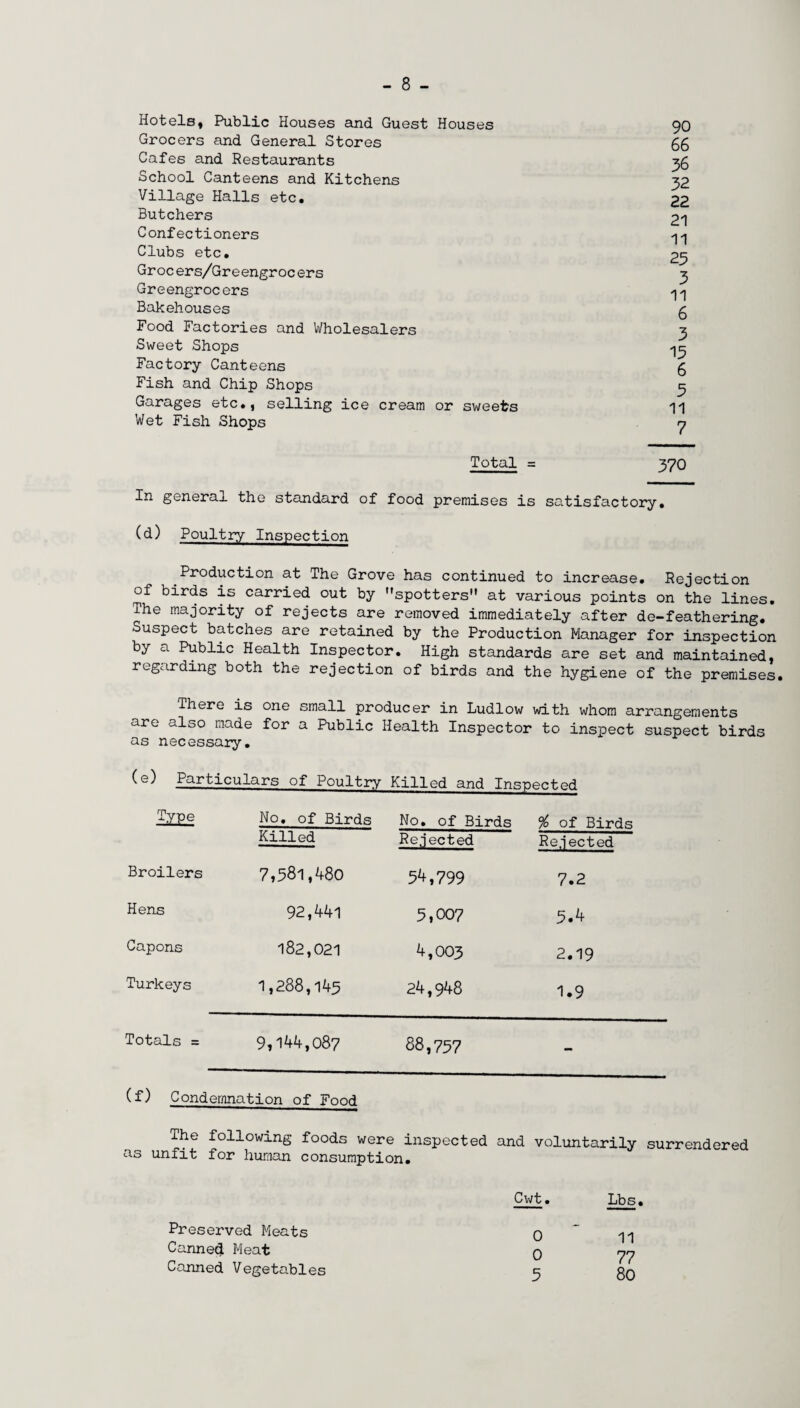 - 8 -
Hotels, Public Houses and Guest Houses 90
Grocers and General Stores 66
Cafes and Restaurants 36
School Canteens and Kitchens 32
Village Halls etc. 22
Butchers 21
Confectioners 11
Clubs etc. 25
Grocers/Greengrocers 3
Greengrocers 11
Bakehouses 6
Food Factories and Wholesalers 3
Sweet Shops 15
Factory Canteens 6
Fish and Chip Shops 5
Garages etc., selling ice cream or sweets 11
Wet Fish Shops 7
Total = 370
In general the standard of food premises is satisfactory.
(d) Poultry Inspection
Production at The Grove has continued to increase. Rejection
of birds is carried out by "spotters" at various points on the lines.
The majority of rejects are removed immediately after de-feathering.
Suspect batches are retained by the Production Manager for inspection
by a Public Health Inspector. High standards are set and maintained,
regarding both the rejection of birds and the hygiene of the premises.
There is one small producer in Ludlow with whom arrangements
are also made for a Public Health Inspector to inspect suspect birds
as necessary.
(e) Particulars of Poultry Killed and Inspected
Type No. of Birds No. of Birds % of Birds
Killed Rejected Rejected
Broilers 7,581,480 54,799 7.2
Hens 92,441 5,007 5.4
Capons 182,021 4,003 2.19
Turkeys 1,288,145 24,948 1.9
Totals = 9,144,087 88,757 -
(f) Condemnation of Food
The following foods were inspected and voluntarily surrendered
as unfit for human consumption.
Cwt. Lbs.
Preserved Meats 0 11
Canned Meat 0 77
Canned Vegetables 5 80